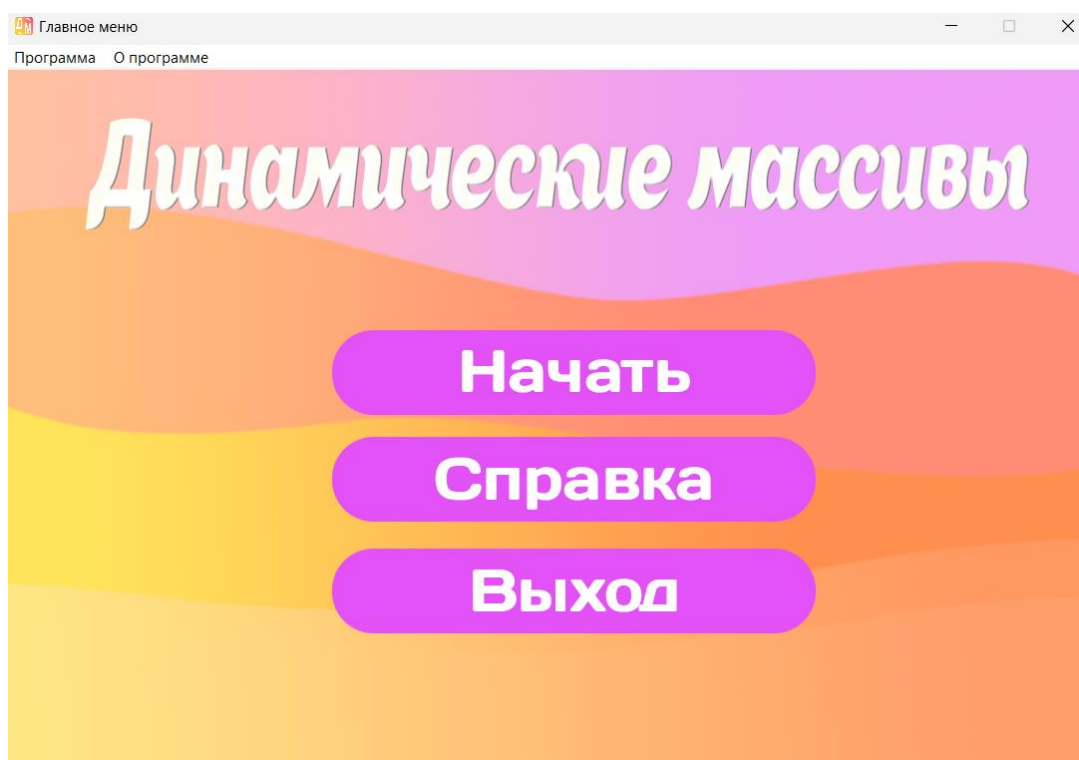 Главное меню
Программа О программе
Динамические массивы
Начать
Справка
Выход